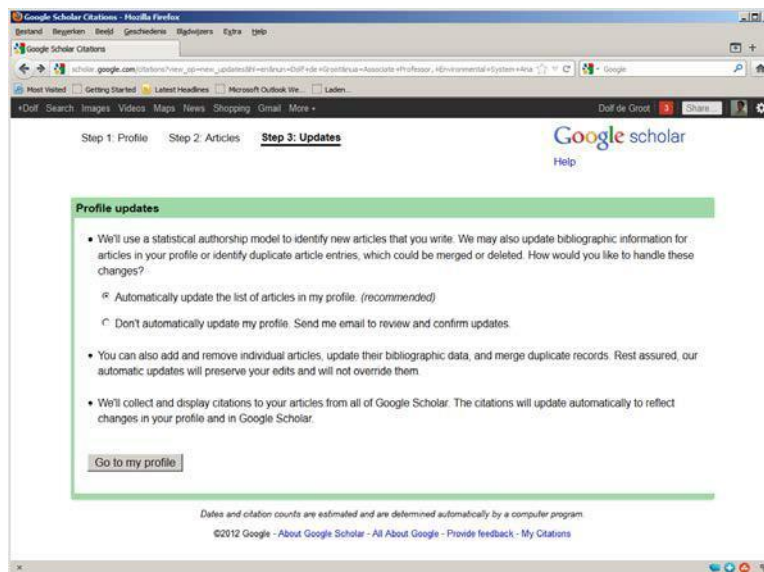 Google Scholar Citations - Mozilla Firefox
Bestand Bewerken Beeld Geschiedenis Bladwijzers Extra Help
Google Scholar Citations
Google
Most Visited Getting Started Latest Headlines Microsoft Outlook We... Laden...
+Dolf Search Images Videos Maps News Shopping Gmail More
Dolf de Groot 3 Share...
Step 1: Profile Step 2: Articles Step 3: Updates
Google scholar
Help
Profile updates
We'll use a statistical authorship model to identify new articles that you write. We may also update bibliographic information for
articles in your profile or identify duplicate article entries, which could be merged or deleted. How would you like to handle these
changes?
Automatically update the list of articles in my profile. (recommended)
Don't automatically update my profile. Send me email to review and confirm updates.
You can also add and remove individual articles, update their bibliographic data, and merge duplicate records. Rest assured, our
automatic updates will preserve your edits and will not override them.
We'll collect and display citations to your articles from all of Google Scholar. The citations will update automatically to reflect
changes in your profile and in Google Scholar.
Go to my profile
Dates and citation counts are estimated and are determined automatically by a computer program.
©2012 Google - About Google Scholar - All About Google - Provide feedback - My Citations